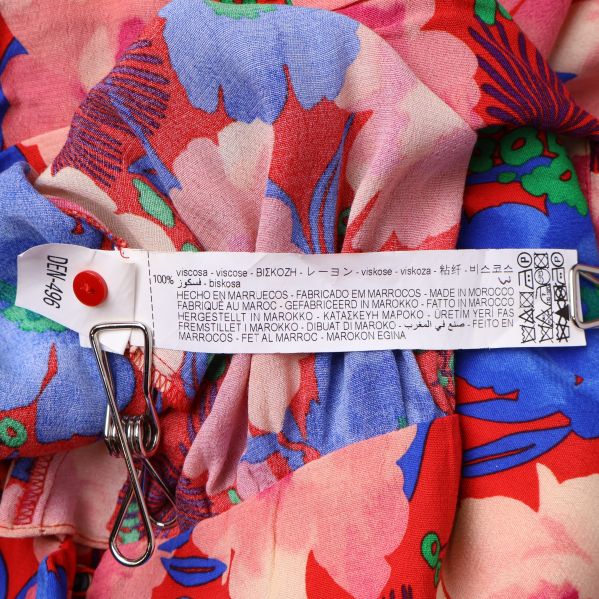 DEN-496
100% viscosa - viscose - ΒΙΣΚΟΖΗ - レーヨン - viskose - viskoza - 粘纤 - 비스코스
فسكوز - biskosa
HECHO EN MARRUECOS - FABRICADO EM MARROCOS - MADE IN MOROCCO
FABRIQUÉ AU MAROC - GEFABRICEERD IN MAROKKO - FATTO IN MAROCCO
HERGESTELLT IN MAROKKO - ΚΑΤΑΣΚΕΥΗ ΜΑΡΟΚΟ - ÜRETİM YERİ FAS
FREMSTILLET I MAROKKO - DIBUAT DI MAROKO - صنع في المغرب - FEITO EN
MARROCOS - FET AL MARROC - MAROKON EGINA